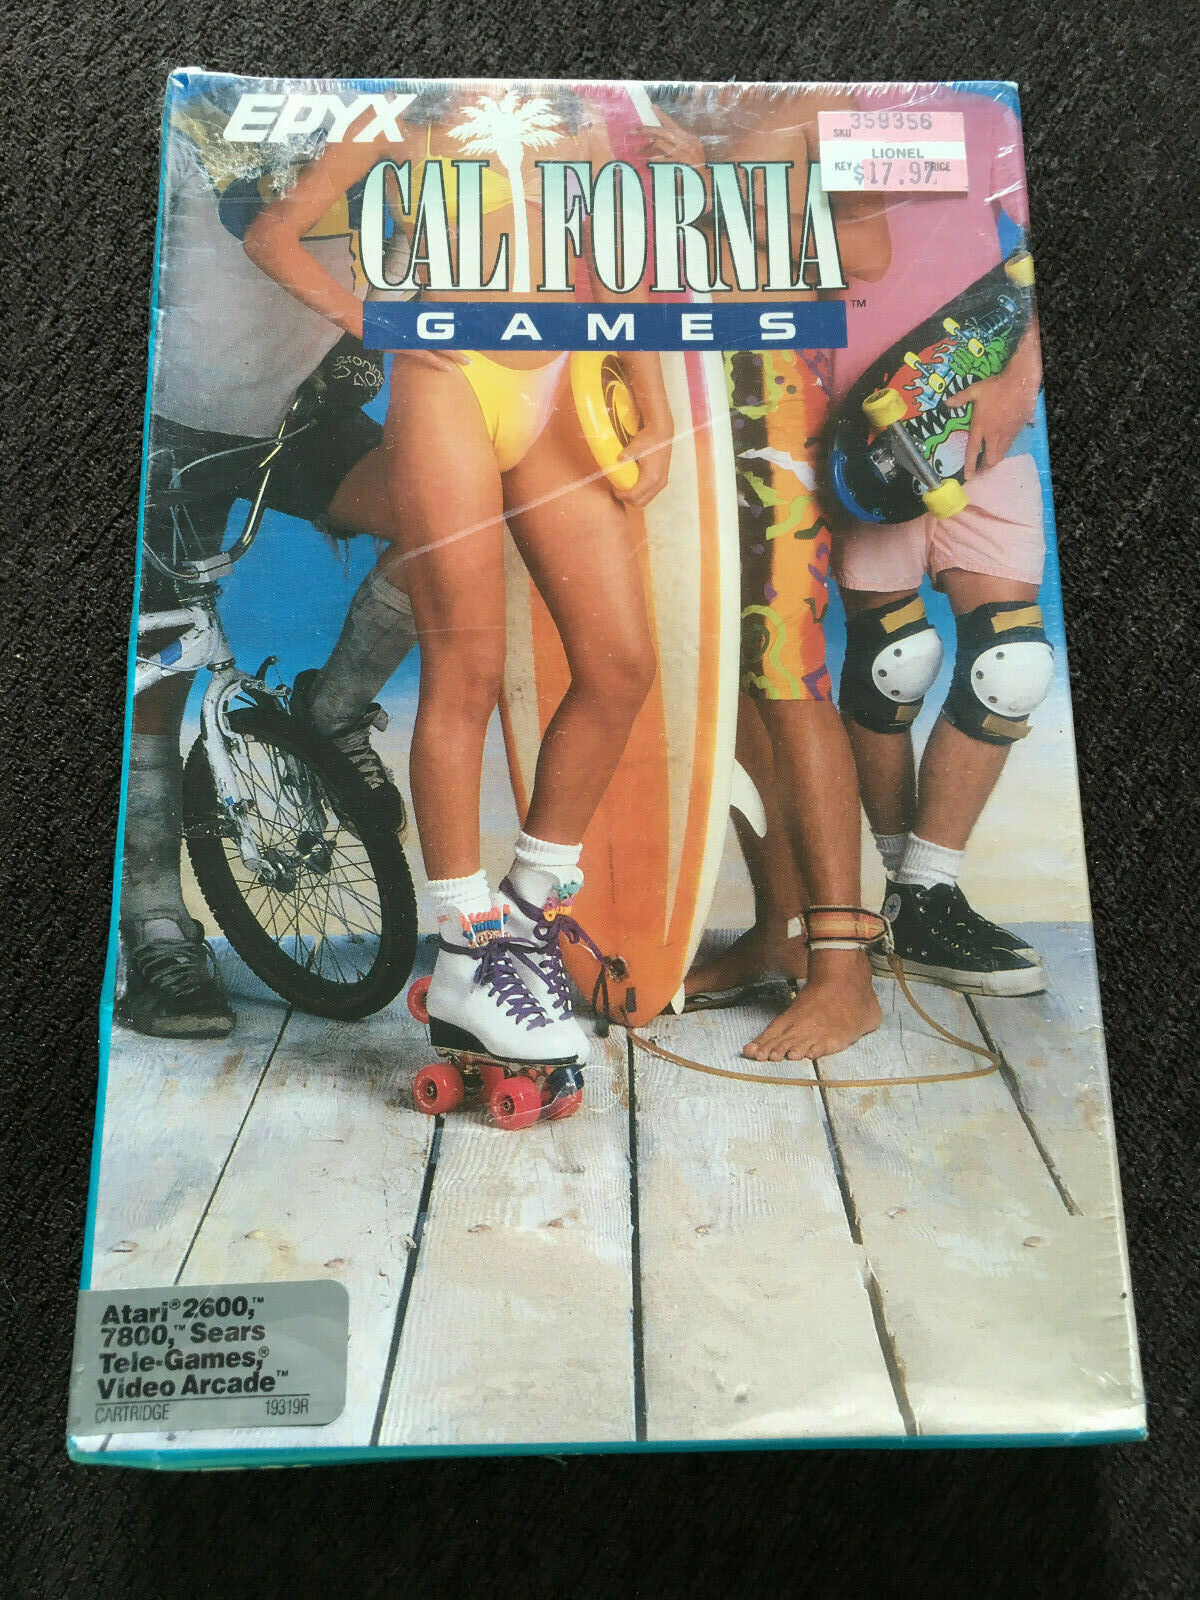 EPYX
359356
SKU
LIONEL
KEY $17.97 PRICE
CALIFORNIA
GAMES™
Atari® 2600,™
7800,™ Sears
Tele-Games,®
Video Arcade™
CARTRIDGE 19319R